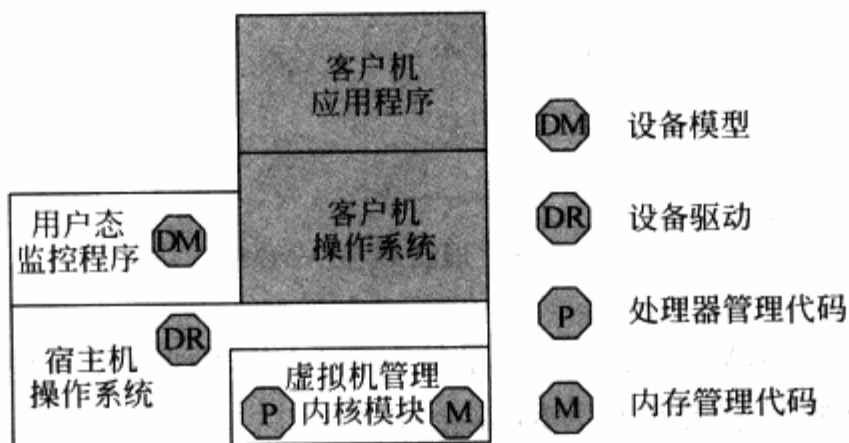 客户机
应用程序
客户机
操作系统
用户态
监控程序
DM
宿主机
操作系统
DR
虚拟机管理
P 内核模块 M
DM 设备模型
DR 设备驱动
P 处理器管理代码
M 内存管理代码